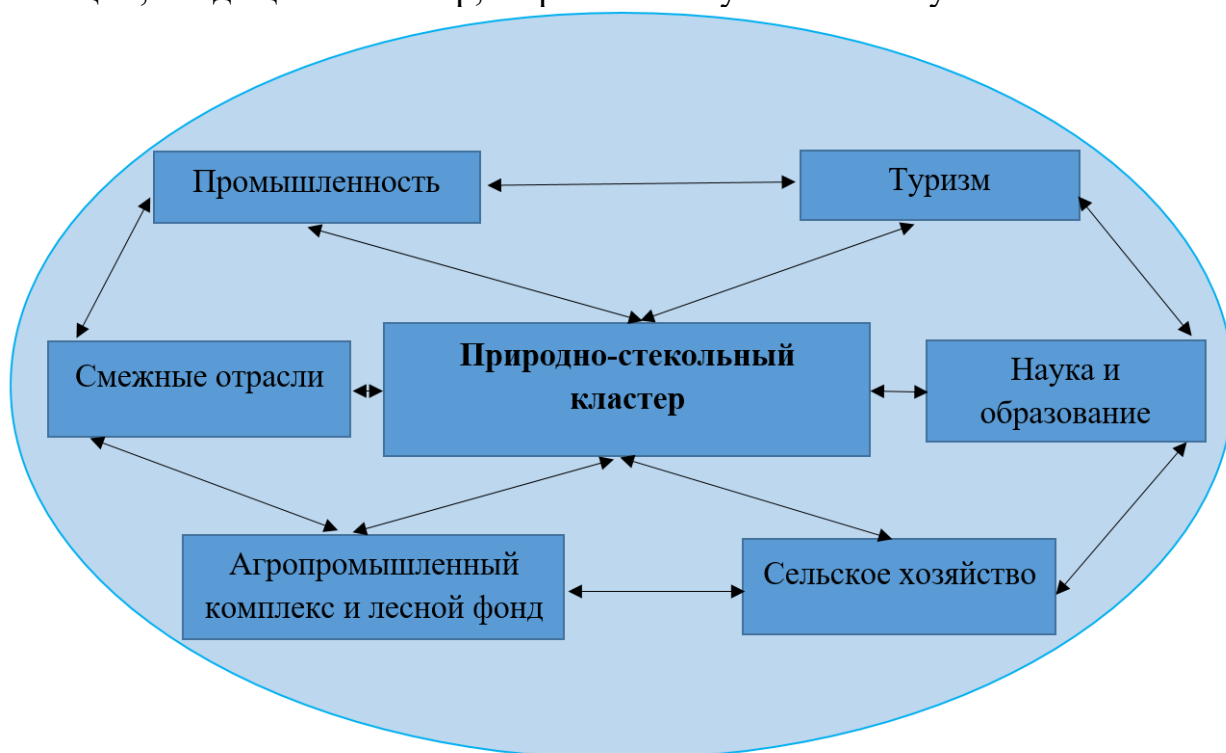 Промышленность
Туризм
Природно-стекольный
кластер
Смежные отрасли
Наука и
образование
Агропромышленный
комплекс и лесной фонд
Сельское хозяйство